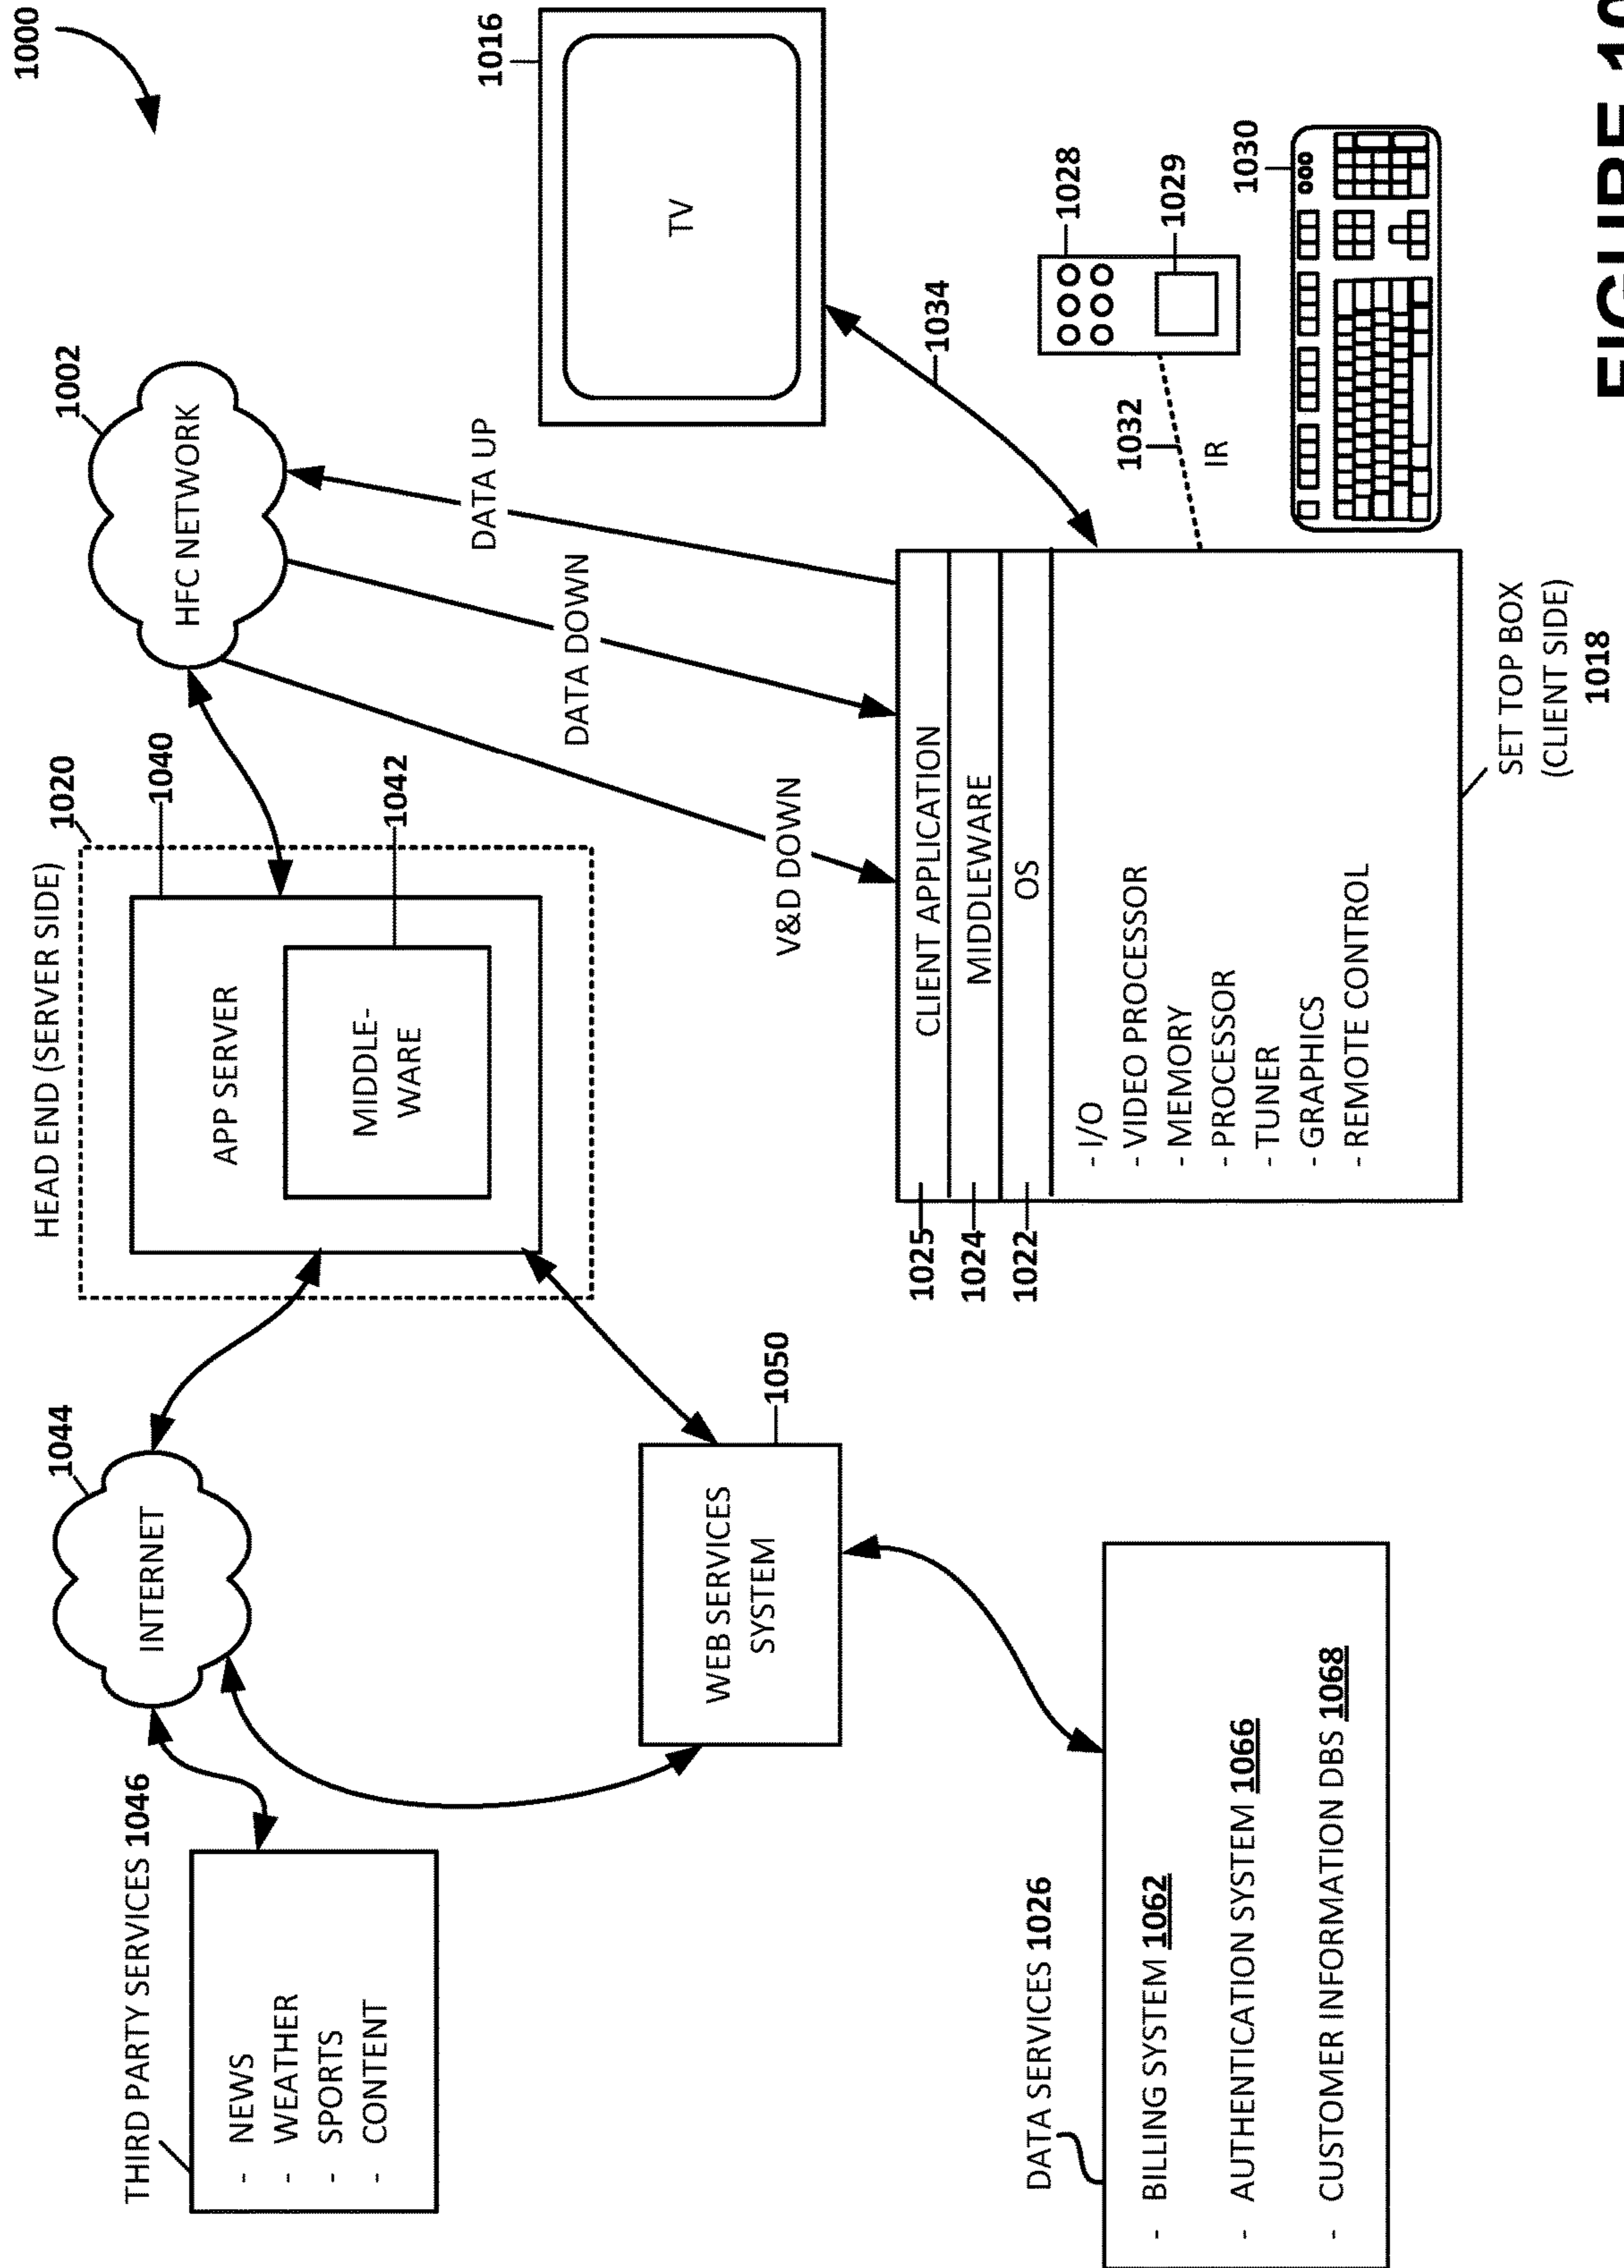 1000
THIRD PARTY SERVICES 1046
- NEWS
- WEATHER
- SPORTS
- CONTENT
1044
INTERNET
HEAD END (SERVER SIDE)
1020
1040
APP SERVER
1042
MIDDLE-
WARE
1002
HFC NETWORK
1016
TV
DATA UP
DATA DOWN
V&D DOWN
1034
WEB SERVICES
SYSTEM
1050
1025
CLIENT APPLICATION
1024
MIDDLEWARE
1022
OS
- I/O
- VIDEO PROCESSOR
- MEMORY
- PROCESSOR
- TUNER
- GRAPHICS
- REMOTE CONTROL
1028
1029
1032
IR
1030
DATA SERVICES 1026
- BILLING SYSTEM 1062
- AUTHENTICATION SYSTEM 1066
- CUSTOMER INFORMATION DBS 1068
SET TOP BOX
(CLIENT SIDE)
1018
FIGURE 10